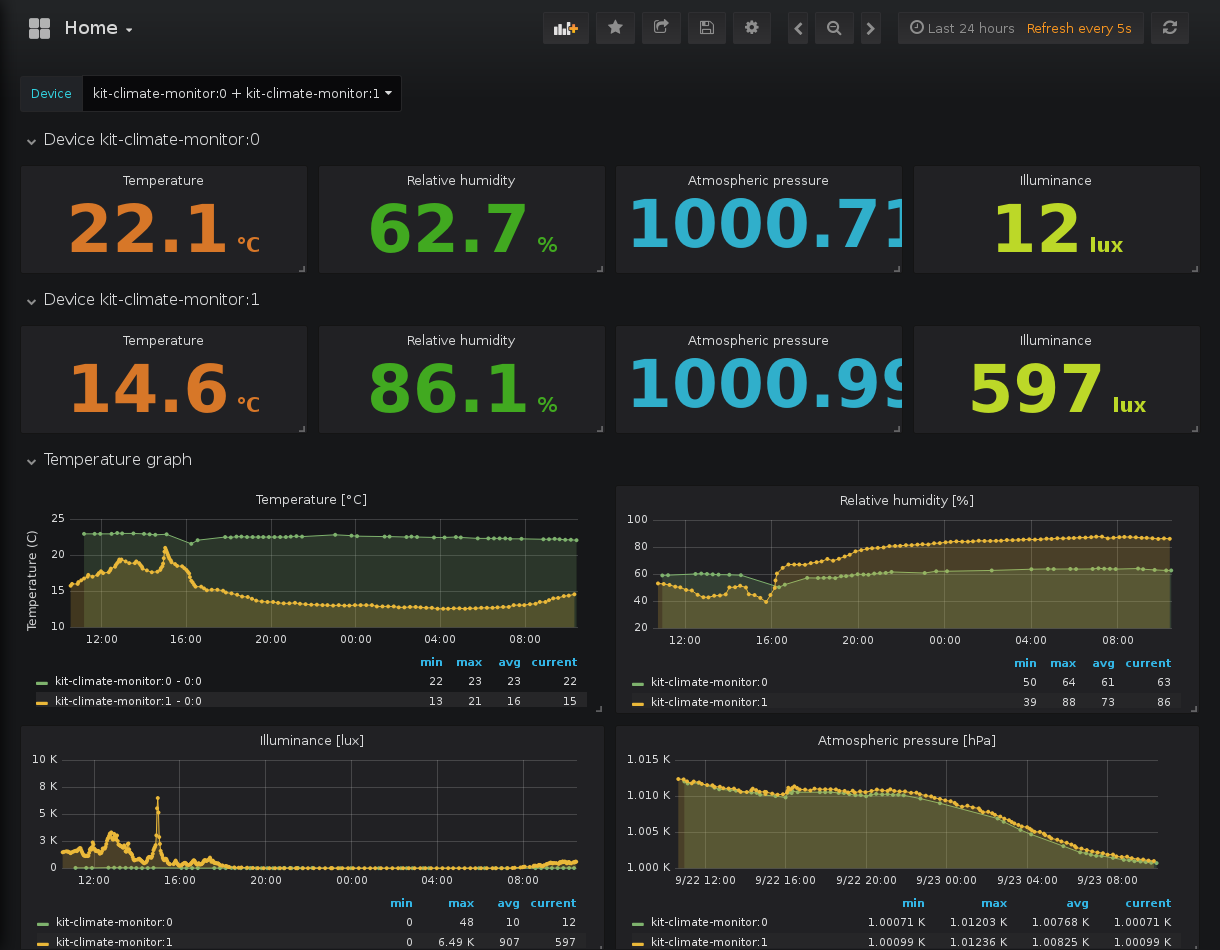 Home
Last 24 hours Refresh every 5s
Device kit-climate-monitor:0 + kit-climate-monitor:1
Device kit-climate-monitor:0
Temperature Relative humidity Atmospheric pressure Illuminance
22.1 °C 62.7 % 1000.71 12 lux
Device kit-climate-monitor:1
Temperature Relative humidity Atmospheric pressure Illuminance
14.6 °C 86.1 % 1000.99 597 lux
Temperature graph
Temperature [°C]
Temperature (C)
25
20
15
10
12:00 16:00 20:00 00:00 04:00 08:00
min max avg current
kit-climate-monitor:0 - 0:0 22 23 23 22
kit-climate-monitor:1 - 0:0 13 21 16 15
Relative humidity [%]
100
80
60
40
20
12:00 16:00 20:00 00:00 04:00 08:00
min max avg current
kit-climate-monitor:0 50 64 61 63
kit-climate-monitor:1 39 88 73 86
Illuminance [lux]
10 K
8 K
5 K
3 K
0
12:00 16:00 20:00 00:00 04:00 08:00
min max avg current
kit-climate-monitor:0 0 48 10 12
kit-climate-monitor:1 0 6.49 K 907 597
Atmospheric pressure [hPa]
1.015 K
1.010 K
1.005 K
1.000 K
9/22 12:00 9/22 16:00 9/22 20:00 9/23 00:00 9/23 04:00 9/23 08:00
min max avg current
kit-climate-monitor:0 1.00071 K 1.01203 K 1.00768 K 1.00071 K
kit-climate-monitor:1 1.00099 K 1.01236 K 1.00825 K 1.00099 K